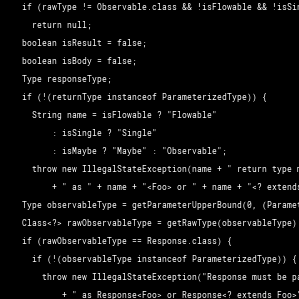 if (rawType != Observable.class && !isFlowable && !isSin
return null;
boolean isResult = false;
boolean isBody = false;
Type responseType;
if (!(returnType instanceof ParameterizedType)) {
String name = isFlowable ? "Flowable"
: isSingle ? "Single"
: isMaybe ? "Maybe" : "Observable";
throw new IllegalStateException(name + " return type m
+ " as " + name + "<Foo> or " + name + "<? extends
Type observableType = getParameterUpperBound(0, (Paramet
Class<?> rawObservableType = getRawType(observableType)
if (rawObservableType == Response.class) {
if (!(observableType instanceof ParameterizedType)) {
throw new IllegalStateException("Response must be pa
+ " as Response<Foo> or Response<? extends Foo>